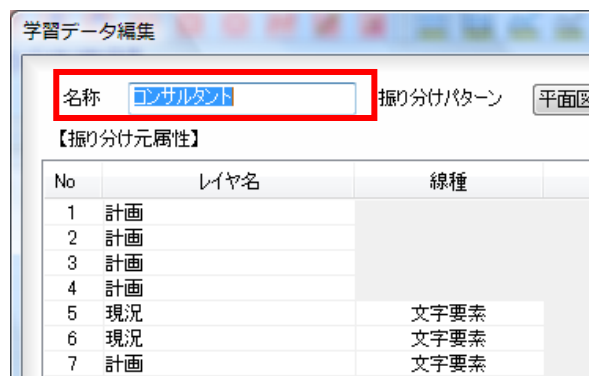 学習データ編集
名称 コンサルタント 振り分けパターン 平面図
【振り分け元属性】
No レイヤ名 線種
1 計画
2 計画
3 計画
4 計画
5 現況 文字要素
6 現況 文字要素
7 計画 文字要素